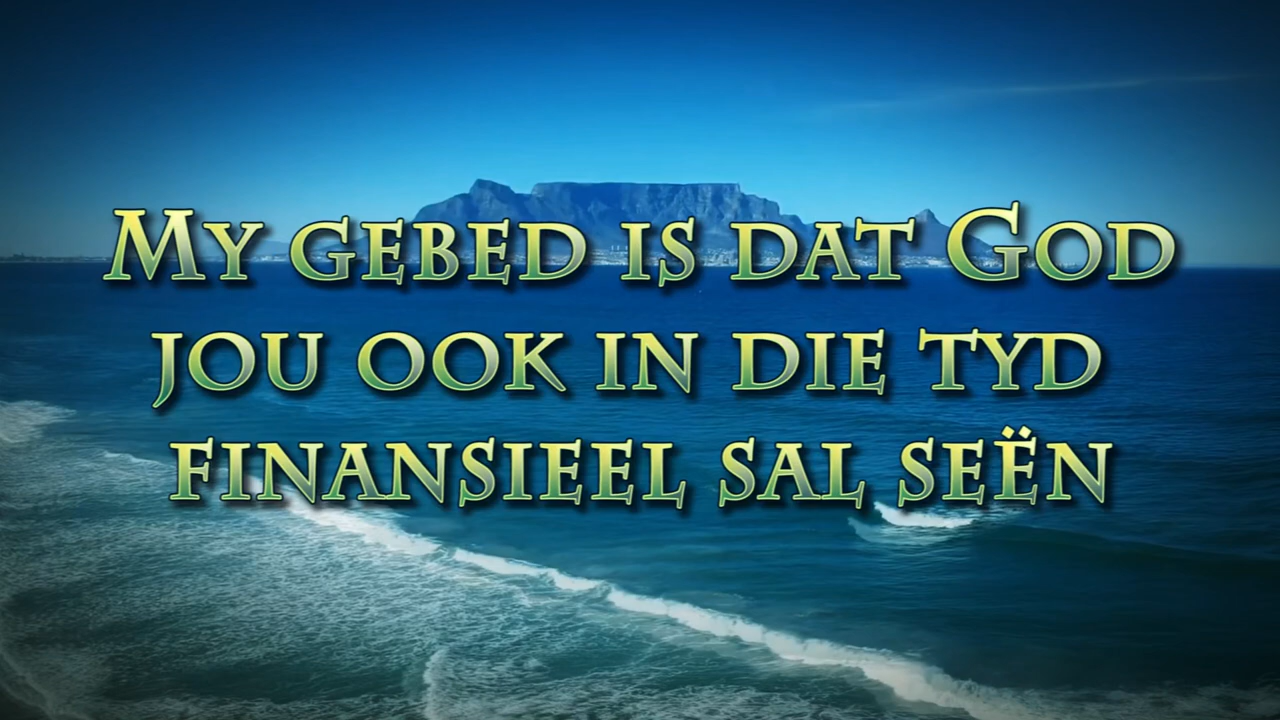 My gebed is dat God
jou ook in die tyd
finansieel sal seën